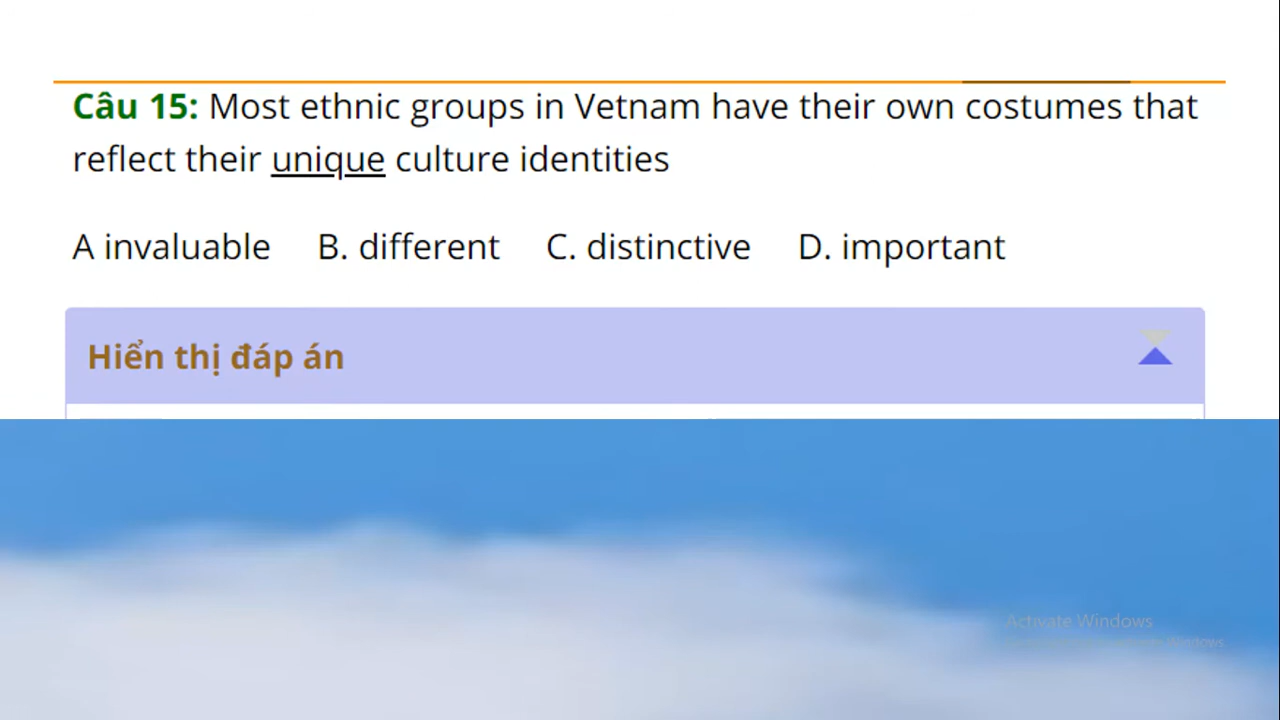 Câu 15: Most ethnic groups in Vetnam have their own costumes that
reflect their unique culture identities
A invaluable B. different C. distinctive D. important
Hiển thị đáp án
Activate Windows